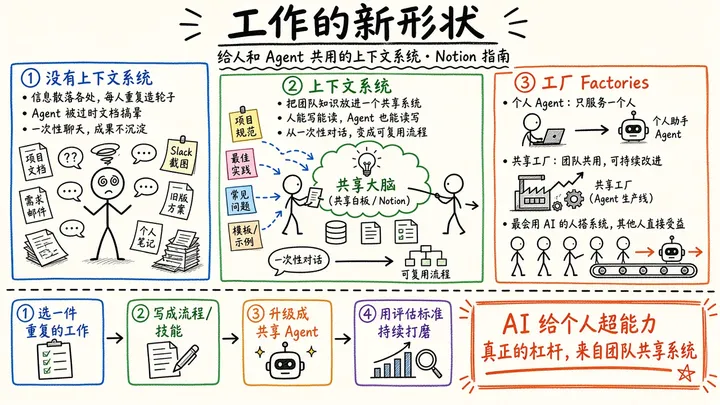 工作的新形状
给人和 Agent 共用的上下文系统 · Notion 指南
① 没有上下文系统
• 信息散落各处，每人重复造轮子
• Agent 被过时文档搞晕
• 一次性聊天，成果不沉淀
项目
文档
??
Slack
截图
需求
邮件
旧版
方案
个人
笔记
② 上下文系统
• 把团队知识放进一个共享系统
• 人能写能读，Agent 也能读写
• 从一次性对话，变成可复用流程
项目
规范
最佳
实践
常见
问题
模板/
示例
共享大脑
(共享白板 / Notion)
一次性对话
可复用流程
③ 工厂 Factories
• 个人 Agent：只服务一个人
个人助手
Agent
• 共享工厂：团队共用，可持续改进
共享工厂
(Agent 生产线)
• 最会用 AI 的人搭系统，其他人直接受益
① 选一件
重复的工作
② 写成流程/
技能
③ 升级成
共享 Agent
④ 用评估标准
持续打磨
AI 给个人超能力
真正的杠杆，来自团队共享系统